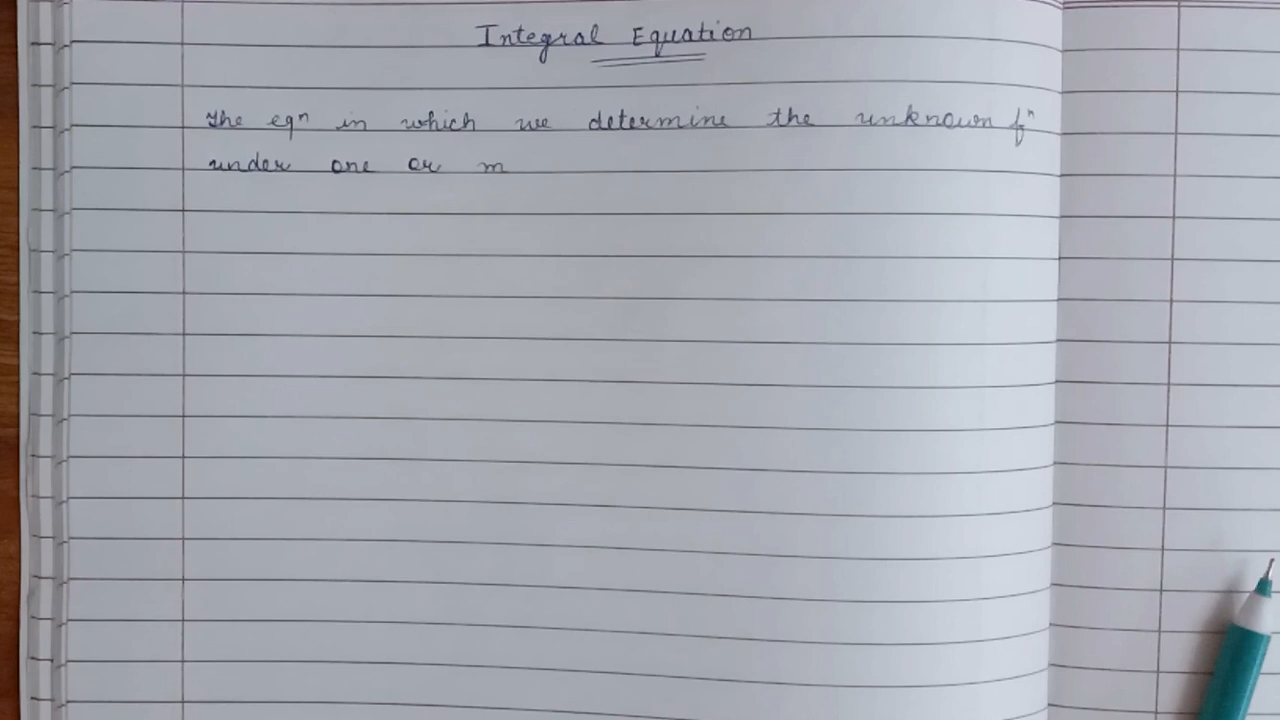 Integral Equation
The eqⁿ in which we determine the unknown fⁿ
under one or m